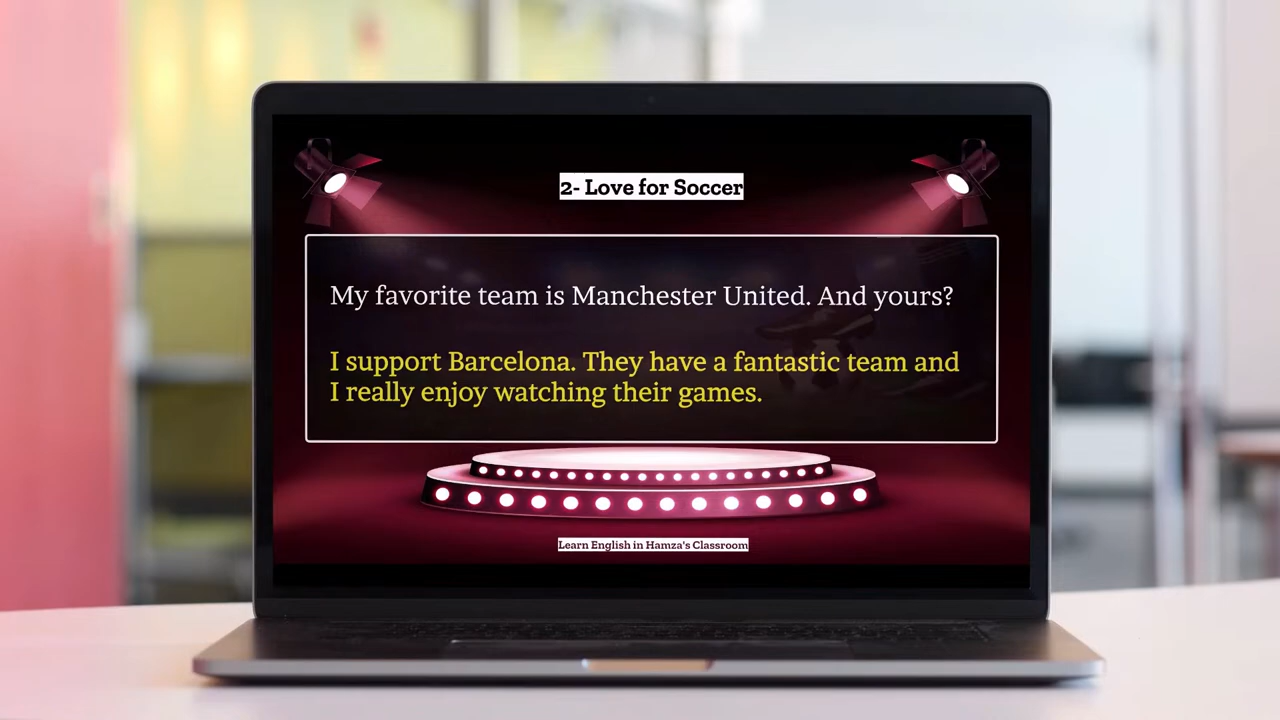 2- Love for Soccer
My favorite team is Manchester United. And yours?
I support Barcelona. They have a fantastic team and
I really enjoy watching their games.
Learn English in Hamza's Classroom